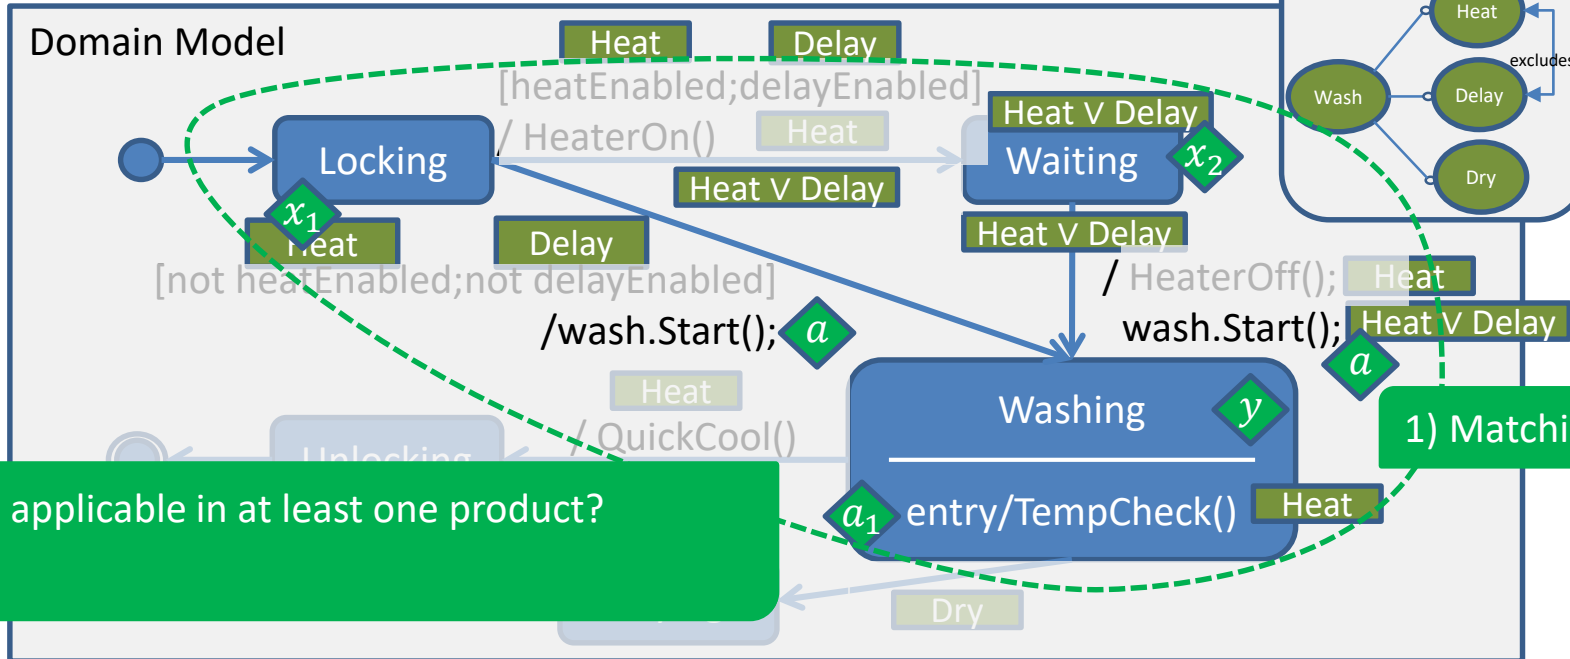 Domain Model
Heat
Delay
[heatEnabled;delayEnabled]
/ HeaterOn()
Heat
Heat ∨ Delay
Locking
Waiting
x₂
Heat ∨ Delay
x₁
Heat
Delay
Heat ∨ Delay
[not heatEnabled;not delayEnabled]
/ HeaterOff();
Heat
/wash.Start();
a
wash.Start();
Heat ∨ Delay
a
Heat
/ QuickCool()
Washing
y
1) Matchi
applicable in at least one product?
a₁
entry/TempCheck()
Heat
Dry
Heat
excludes
Wash
Delay
Dry